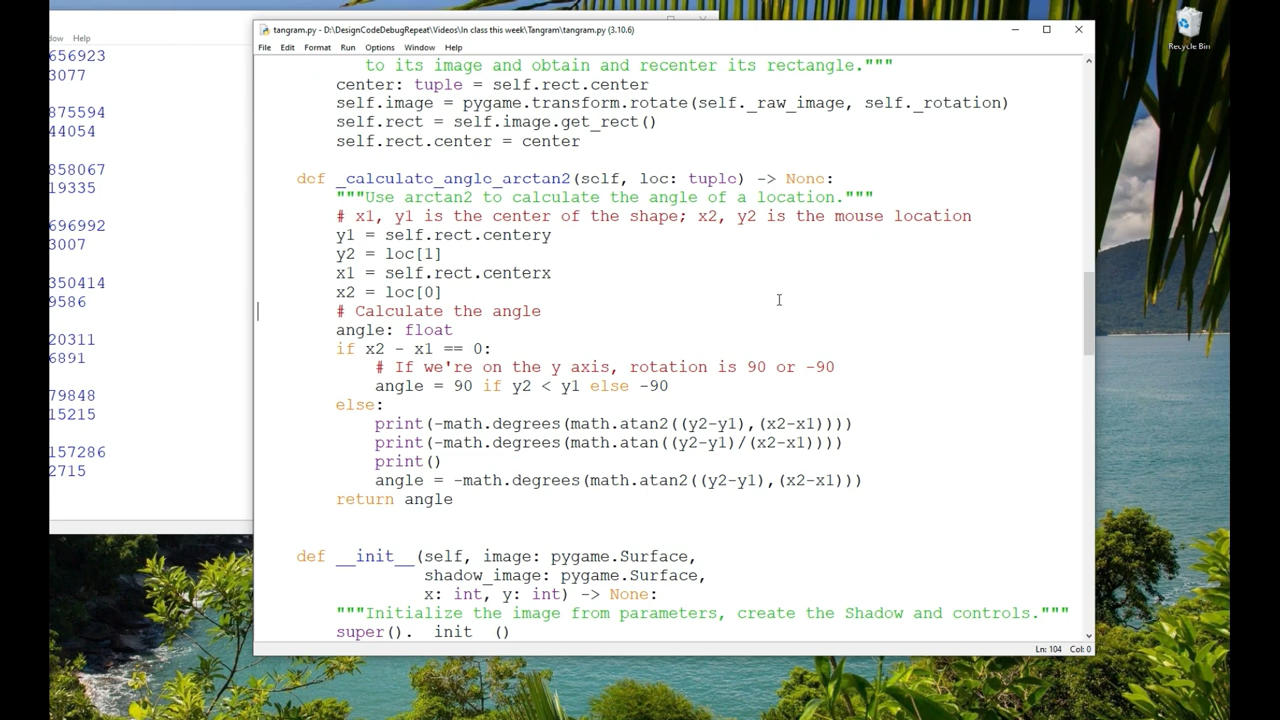 tangram.py - D:\DesignCodeDebugRepeat\Videos\In class this week\Tangram\tangram.py (3.10.6)
File Edit Format Run Options Window Help
to its image and obtain and recenter its rectangle."""
center: tuple = self.rect.center
self.image = pygame.transform.rotate(self._raw_image, self._rotation)
self.rect = self.image.get_rect()
self.rect.center = center
def _calculate_angle_arctan2(self, loc: tuple) -> None:
"""Use arctan2 to calculate the angle of a location."""
# x1, y1 is the center of the shape; x2, y2 is the mouse location
y1 = self.rect.centery
y2 = loc[1]
x1 = self.rect.centerx
x2 = loc[0]
# Calculate the angle
angle: float
if x2 - x1 == 0:
# If we're on the y axis, rotation is 90 or -90
angle = 90 if y2 < y1 else -90
else:
print(-math.degrees(math.atan2((y2-y1),(x2-x1))))
print(-math.degrees(math.atan((y2-y1)/(x2-x1))))
print()
angle = -math.degrees(math.atan2((y2-y1),(x2-x1)))
return angle
def __init__(self, image: pygame.Surface,
shadow_image: pygame.Surface,
x: int, y: int) -> None:
"""Initialize the image from parameters, create the Shadow and controls."""
super().__init__()
Ln: 104 Col: 0
dow Help
656923
3077
875594
44054
858067
19335
696992
3007
350414
9586
20311
6891
79848
15215
157286
2715
Recycle Bin